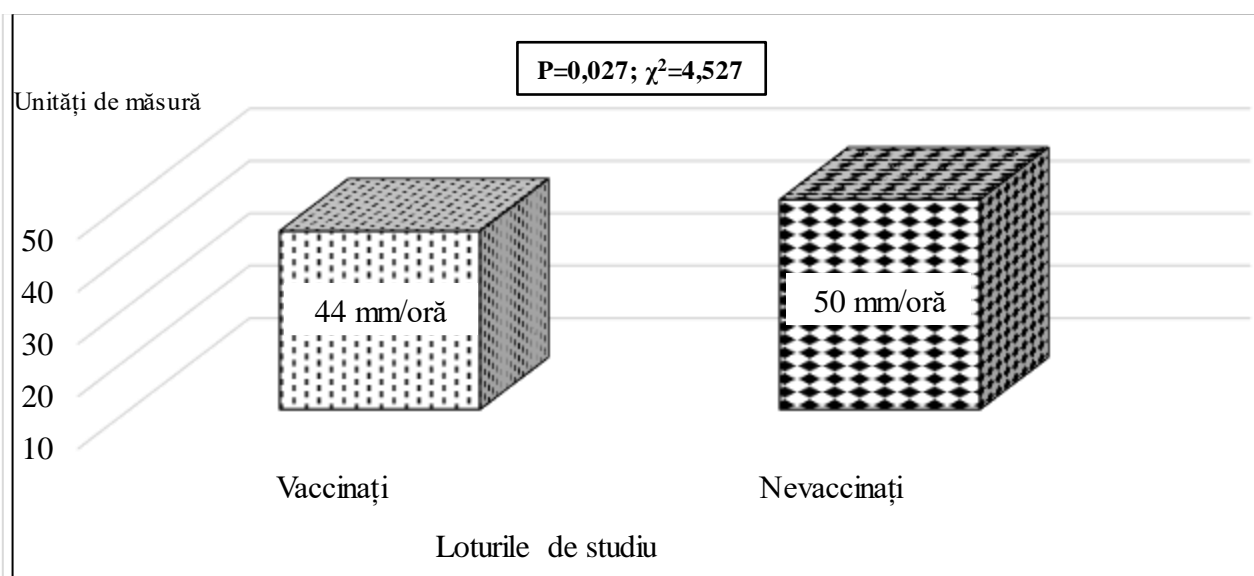 P=0,027; χ²=4,527
Unități de măsură
50
40
30
20
10
44 mm/oră
50 mm/oră
Vaccinați
Nevaccinați
Loturile de studiu